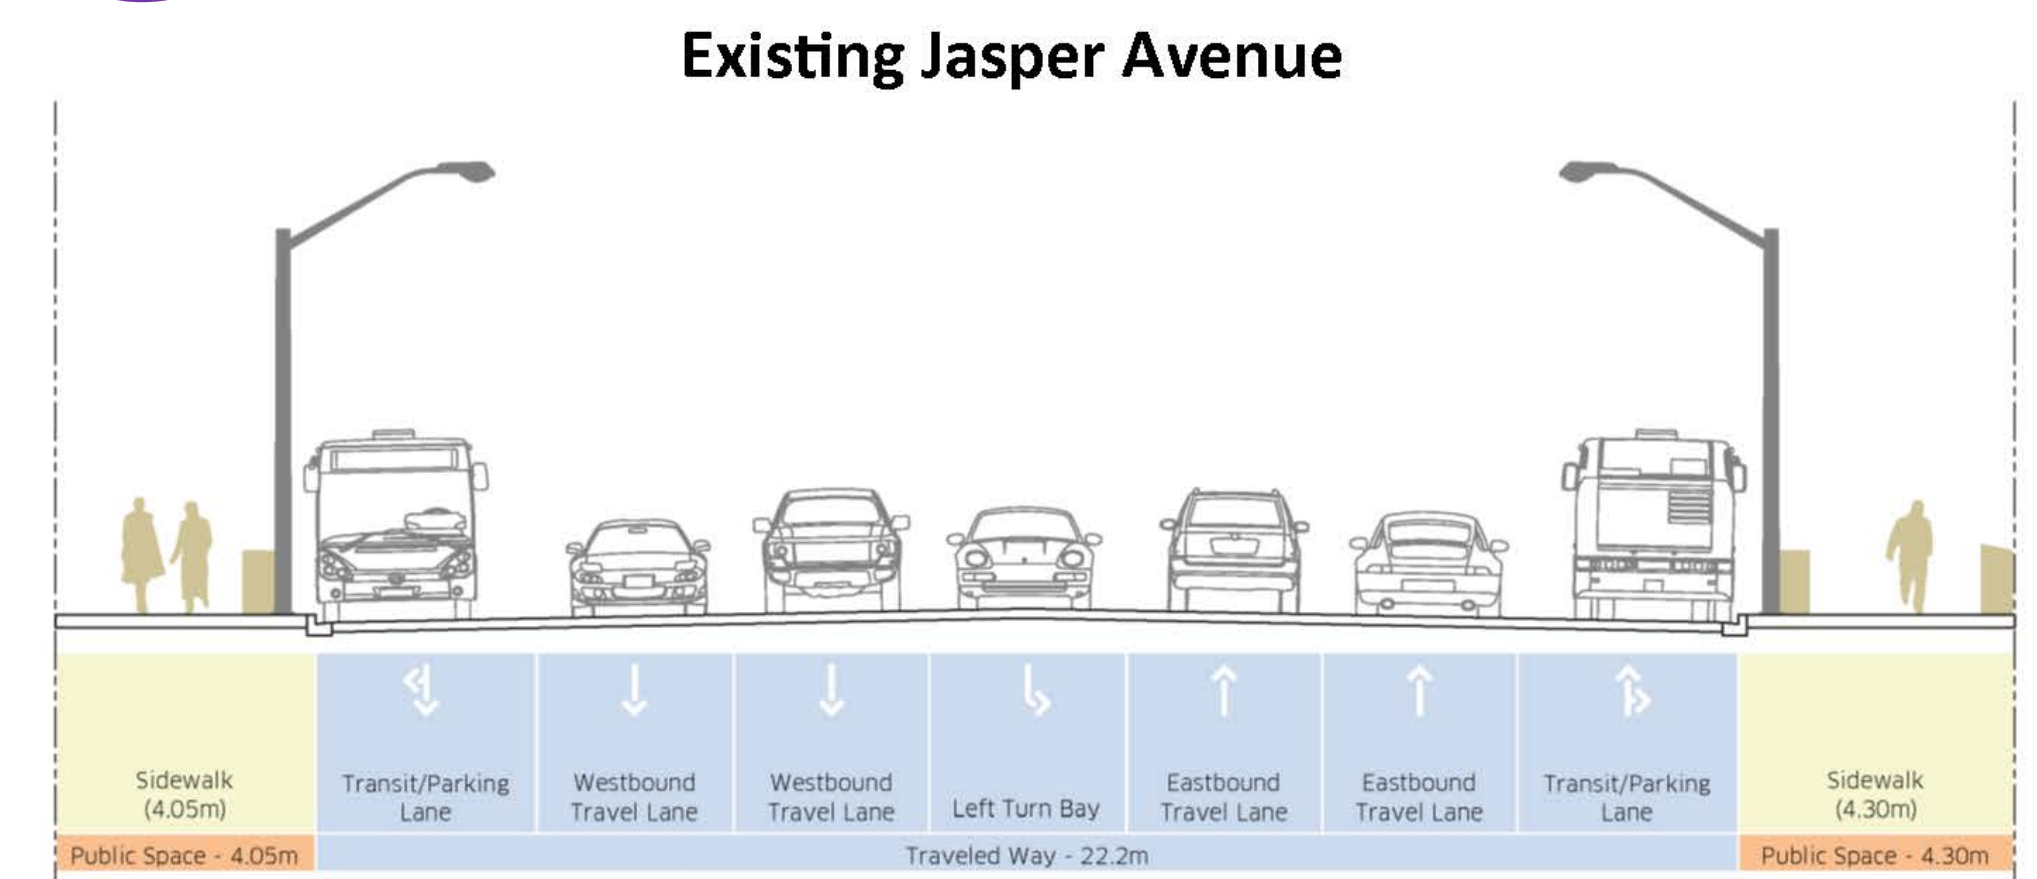 Existing Jasper Avenue
Sidewalk
(4.05m)
Transit/Parking
Lane
Westbound
Travel Lane
Westbound
Travel Lane
Left Turn Bay
Eastbound
Travel Lane
Eastbound
Travel Lane
Transit/Parking
Lane
Sidewalk
(4.30m)
Public Space - 4.05m
Traveled Way - 22.2m
Public Space - 4.30m